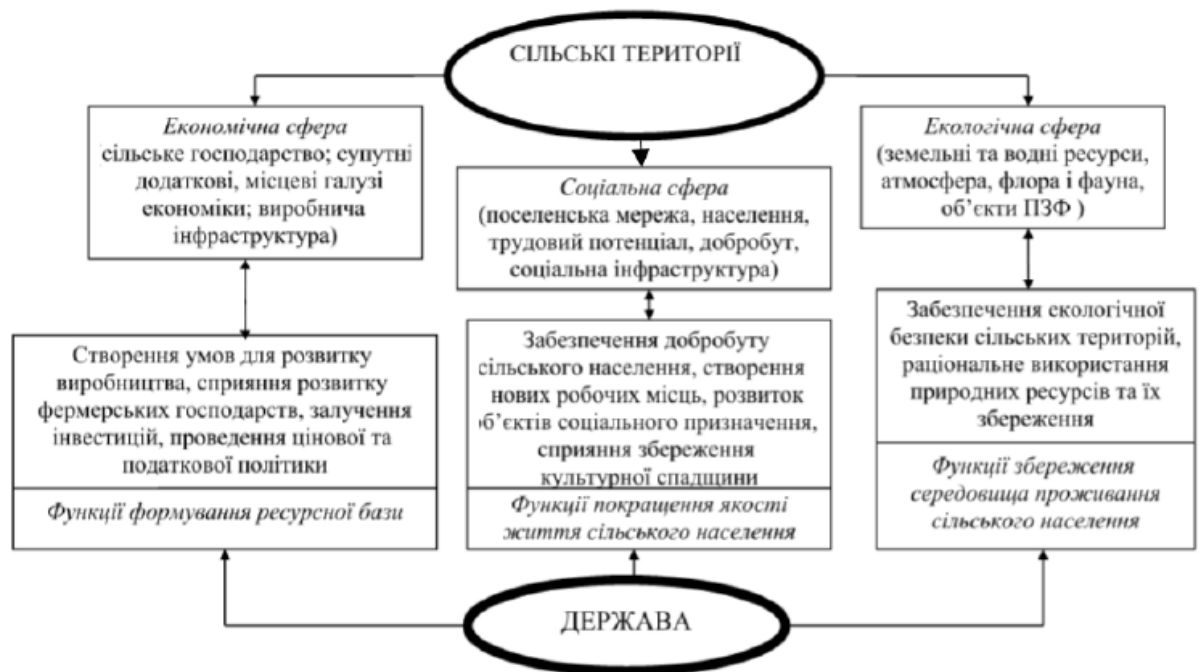 СІЛЬСЬКІ ТЕРИТОРІЇ
Економічна сфера
сільське господарство; супутні
додаткові, місцеві галузі
економіки; виробнича
інфраструктура)
Соціальна сфера
(поселенська мережа, населення,
трудовий потенціал, добробут,
соціальна інфраструктура)
Екологічна сфера
(земельні та водні ресурси,
атмосфера, флора і фауна,
об’єкти ПЗФ )
Створення умов для розвитку
виробництва, сприяння розвитку
фермерських господарств, залучення
інвестицій, проведення цінової та
податкової політики
Функції формування ресурсної бази
Забезпечення добробуту
сільського населення, створення
нових робочих місць, розвиток
об’єктів соціального призначення,
сприяння збереження
культурної спадщини
Функції покращення якості
життя сільського населення
Забезпечення екологічної
безпеки сільських територій,
раціональне використання
природних ресурсів та їх
збереження
Функції збереження
середовища проживання
сільського населення
ДЕРЖАВА